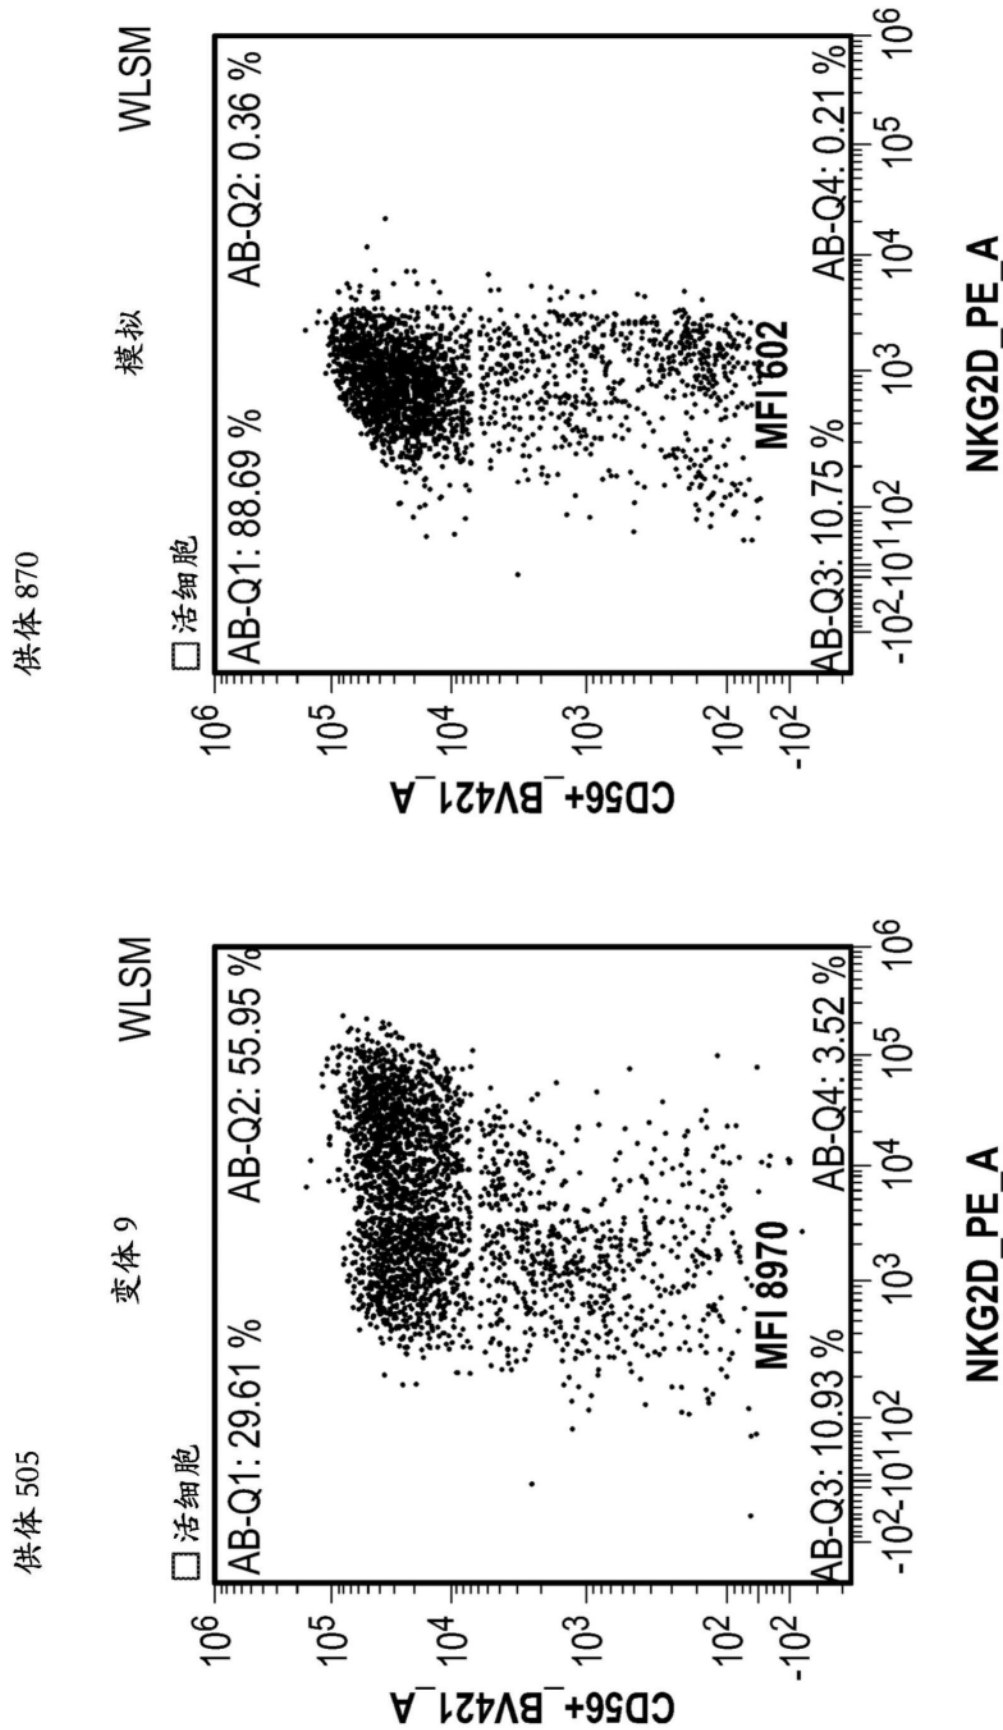 供体 505
变体 9
WLSM
活细胞
AB-Q1: 29.61 %
AB-Q2: 55.95 %
10⁶
10⁵
10⁴
10³
10²
-10²
CD56+_BV421_A
MFI 8970
AB-Q3: 10.93 %
AB-Q4: 3.52 %
-10²-10¹10²
10³
10⁴
10⁵
10⁶
NKG2D_PE_A
供体 870
模拟
WLSM
活细胞
AB-Q1: 88.69 %
AB-Q2: 0.36 %
10⁶
10⁵
10⁴
10³
10²
-10²
CD56+_BV421_A
MFI 602
AB-Q3: 10.75 %
AB-Q4: 0.21 %
-10²-10¹10²
10³
10⁴
10⁵
10⁶
NKG2D_PE_A